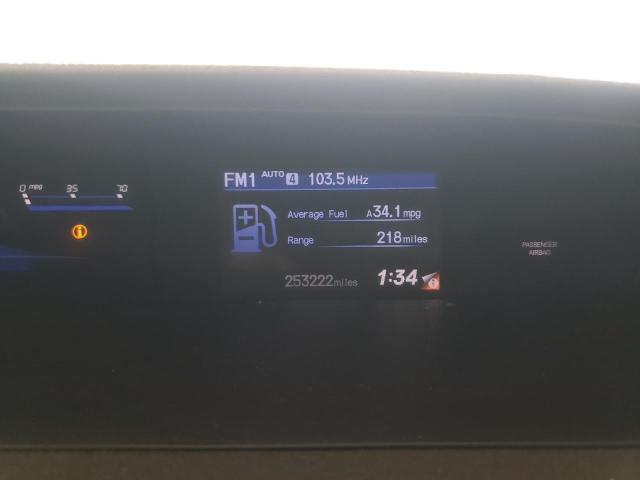 FM1 AUTO 4 103.5 MHz
0 mpg 35 70
Average Fuel A 34.1 mpg
Range 218 miles
PASSENGER
AIRBAG
253222 miles 1:34